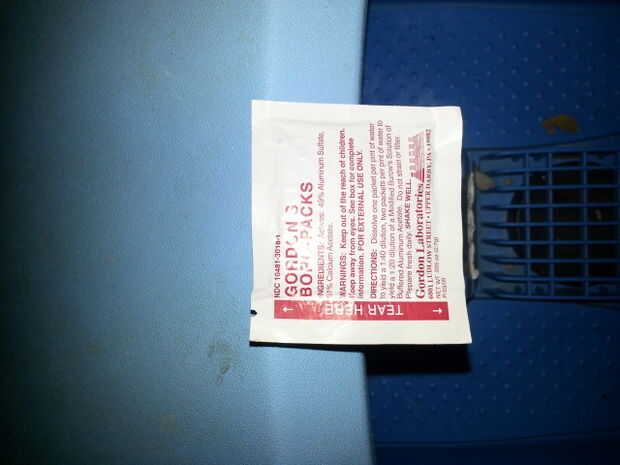 NDC 10481-3016-1
GORDON'S
BORO-PACKS
INGREDIENTS: Actives: 49% Aluminum Sulfate,
Calcium Acetate.
WARNINGS: Keep out of the reach of children.
Keep away from eyes. See box for complete
information. FOR EXTERNAL USE ONLY.
DIRECTIONS: Dissolve one packet per pint of water
to yield a 1:40 dilution, two packets per pint of water to
yield a 1:20 dilution of a Modified Burow's Solution of
Buffered Aluminum Acetate. Do not strain or filter.
Prepare fresh daily. SHAKE WELL.
Gordon Laboratories
6801 LUDLOW STREET • UPPER DARBY, PA • 19082
NET WT.
TEAR HERE